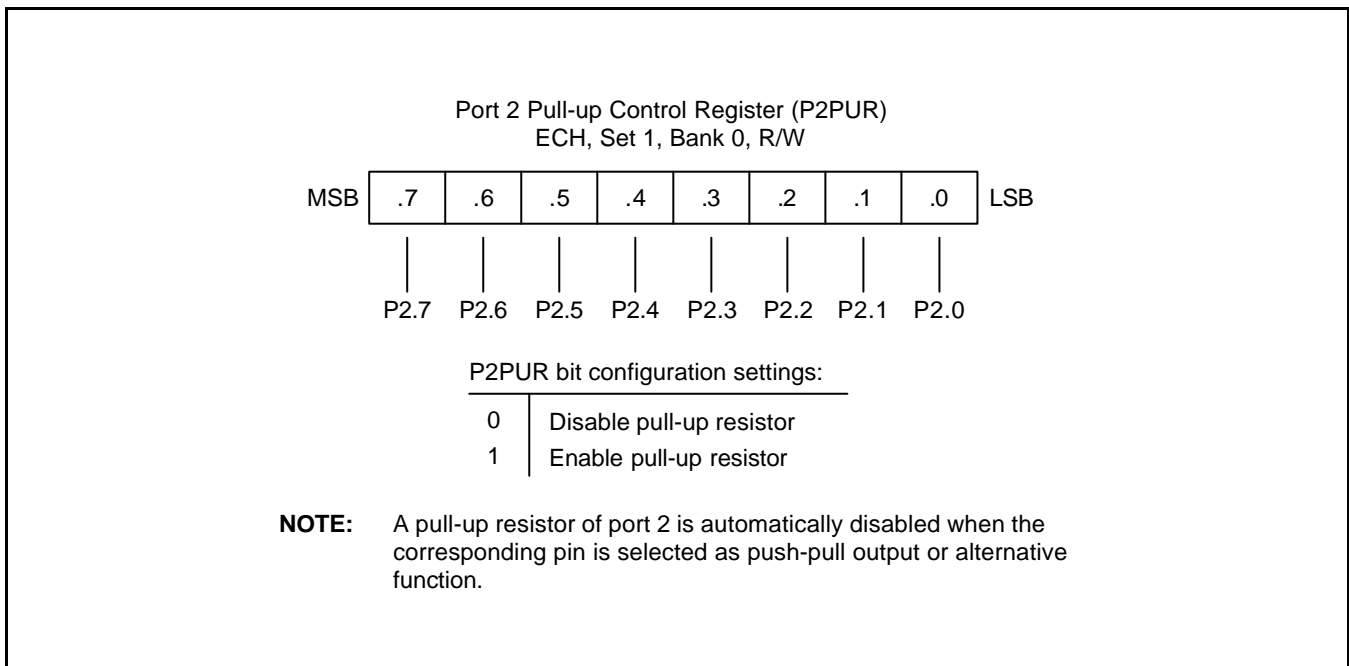 Port 2 Pull-up Control Register (P2PUR)
ECH, Set 1, Bank 0, R/W
MSB .7 .6 .5 .4 .3 .2 .1 .0 LSB
P2.7 P2.6 P2.5 P2.4 P2.3 P2.2 P2.1 P2.0
P2PUR bit configuration settings:
0 Disable pull-up resistor
1 Enable pull-up resistor
NOTE: A pull-up resistor of port 2 is automatically disabled when the
corresponding pin is selected as push-pull output or alternative
function.